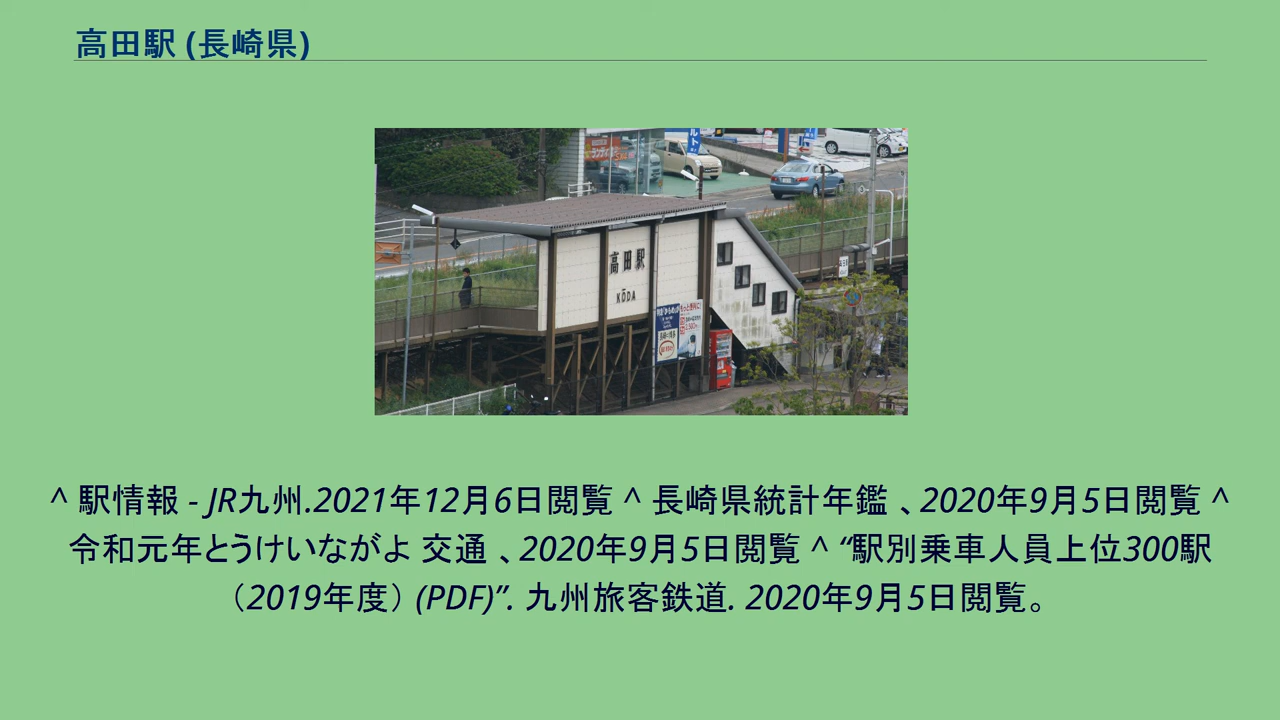 高田駅 (長崎県)
高田駅
KŌDA
^ 駅情報 - JR九州.2021年12月6日閲覧 ^ 長崎県統計年鑑 、2020年9月5日閲覧 ^
令和元年とうけいながよ 交通 、2020年9月5日閲覧 ^ “駅別乗車人員上位300駅
（2019年度） (PDF)”. 九州旅客鉄道. 2020年9月5日閲覧。